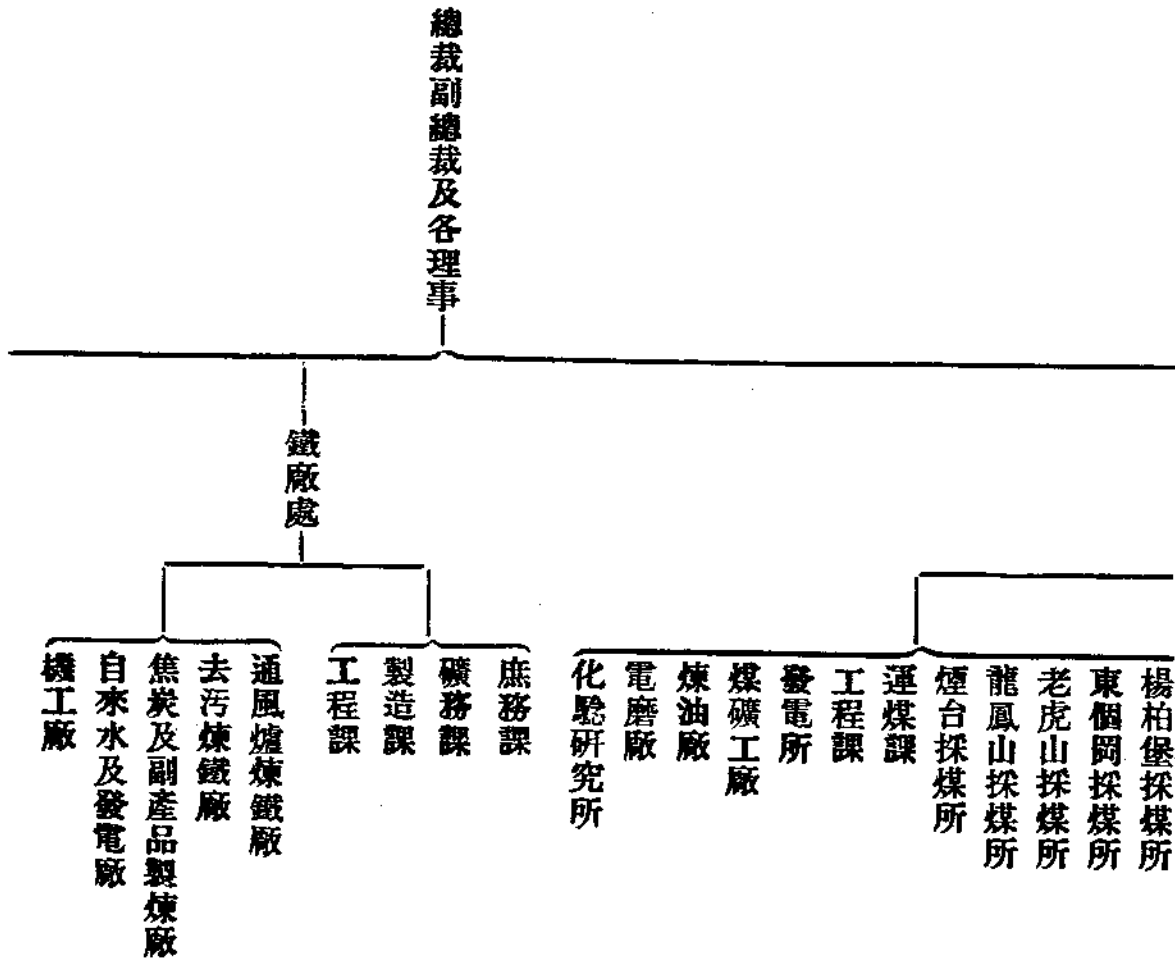 總裁副總裁及各理事
鐵廠處
楊柏堡採煤所
東個岡採煤所
老虎山採煤所
龍鳳山採煤所
煙台採煤所
運煤課
工程課
發電所
煤礦工廠
煉油廠
電磨廠
化驗研究所
庶務課
礦務課
製造課
工程課
通風爐煉鐵廠
去污煉鐵廠
焦炭及副產品製煉廠
自來水及發電廠
機工廠